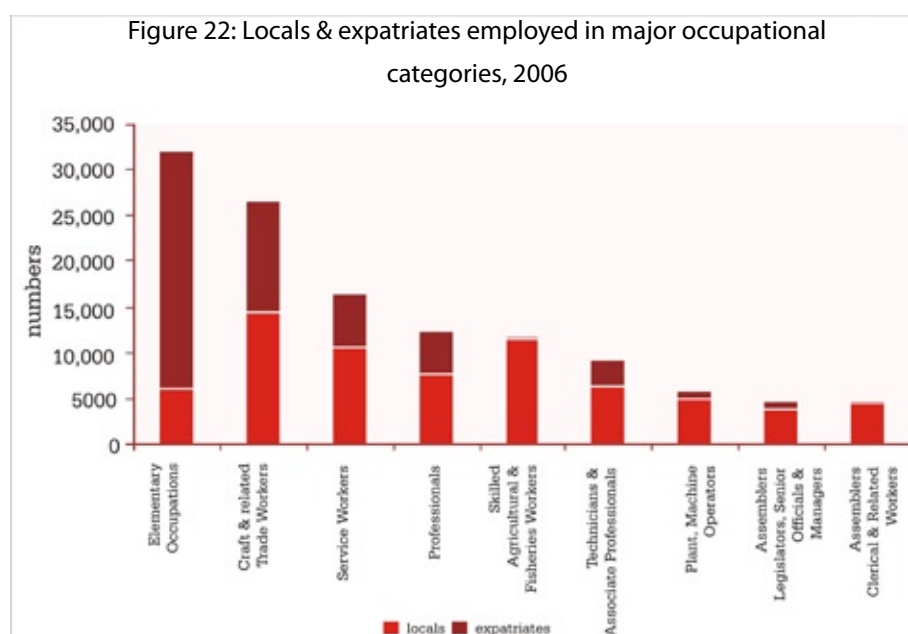 Figure 22: Locals & expatriates employed in major occupational
categories, 2006
numbers
35,000
30,000
25,000
20,000
15,000
10,000
5000
0
Elementary
Occupations
Craft & related
Trade Workers
Service Workers
Professionals
Skilled
Agricultural &
Fisheries Workers
Technicians &
Associate Professionals
Plant, Machine
Operators
Assemblers
Legislators, Senior
Officials &
Managers
Assemblers
Clerical & Related
Workers
locals expatriates